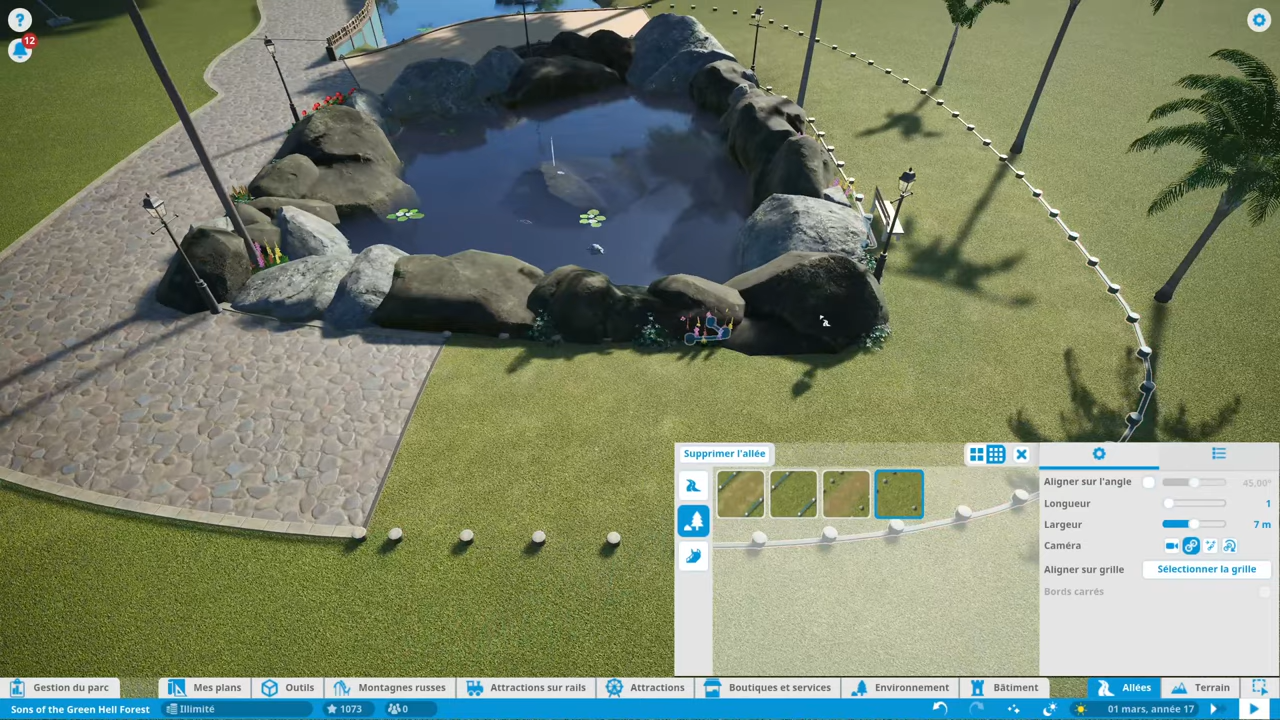 ?
12
Supprimer l'allée
Aligner sur l'angle
45,00°
Longueur
1
Largeur
7 m
Caméra
Aligner sur grille
Sélectionner la grille
Bords carrés
Gestion du parc
Mes plans
Outils
Montagnes russes
Attractions sur rails
Attractions
Boutiques et services
Environnement
Bâtiment
Allées
Terrain
Sons of the Green Hell Forest
Illimité
1073
0
01 mars, année 17